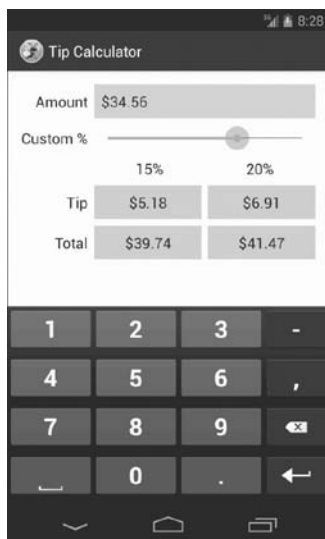 8:28
Tip Calculator
Amount $34.56
Custom %
15% 20%
Tip $5.18 $6.91
Total $39.74 $41.47
1 2 3 -
4 5 6 ,
7 8 9
0 .